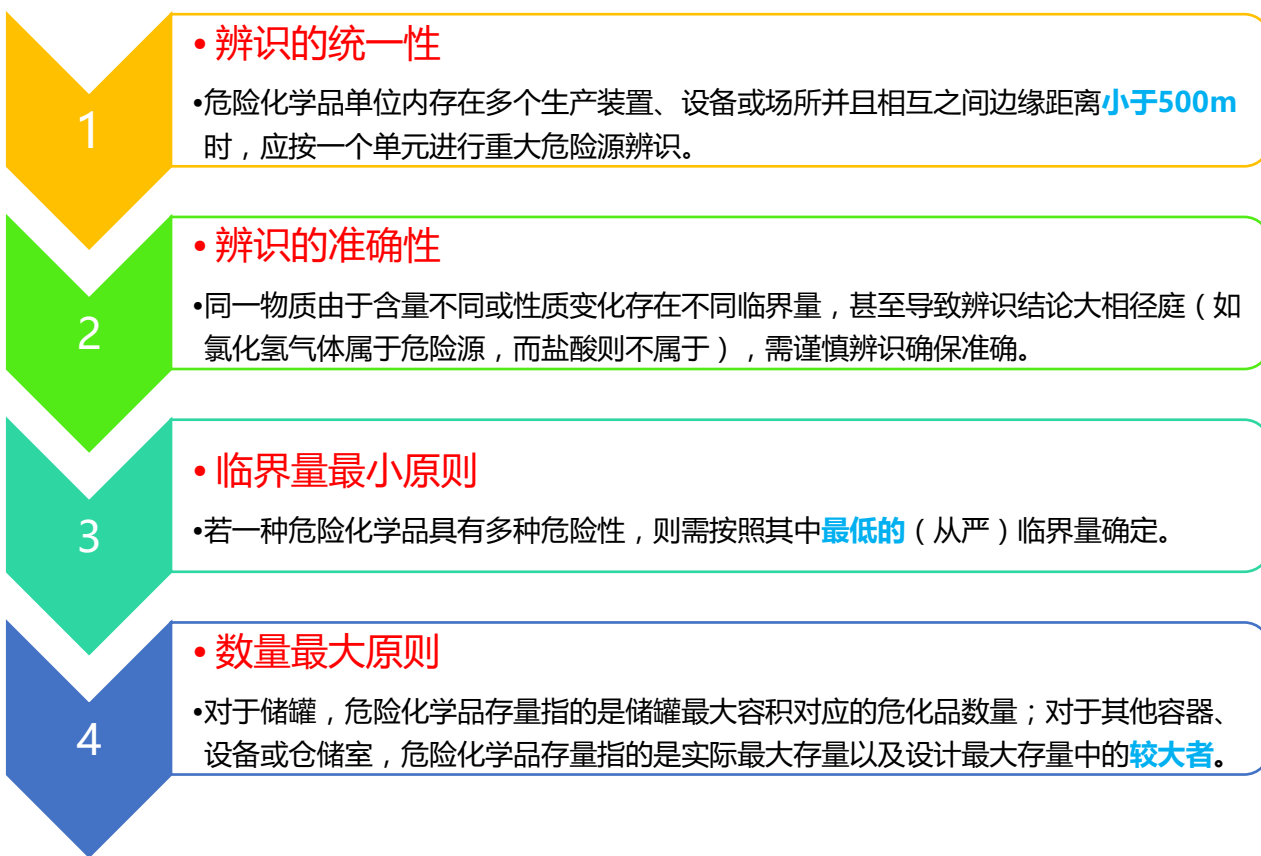 1
• 辨识的统一性
•危险化学品单位内存在多个生产装置、设备或场所并且相互之间边缘距离小于500m
时，应按一个单元进行重大危险源辨识。
2
• 辨识的准确性
•同一物质由于含量不同或性质变化存在不同临界量，甚至导致辨识结论大相径庭（如
氯化氢气体属于危险源，而盐酸则不属于），需谨慎辨识确保准确。
3
• 临界量最小原则
•若一种危险化学品具有多种危险性，则需按照其中最低的（从严）临界量确定。
4
• 数量最大原则
•对于储罐，危险化学品存量指的是储罐最大容积对应的危化品数量；对于其他容器、
设备或仓储室，危险化学品存量指的是实际最大存量以及设计最大存量中的较大者。